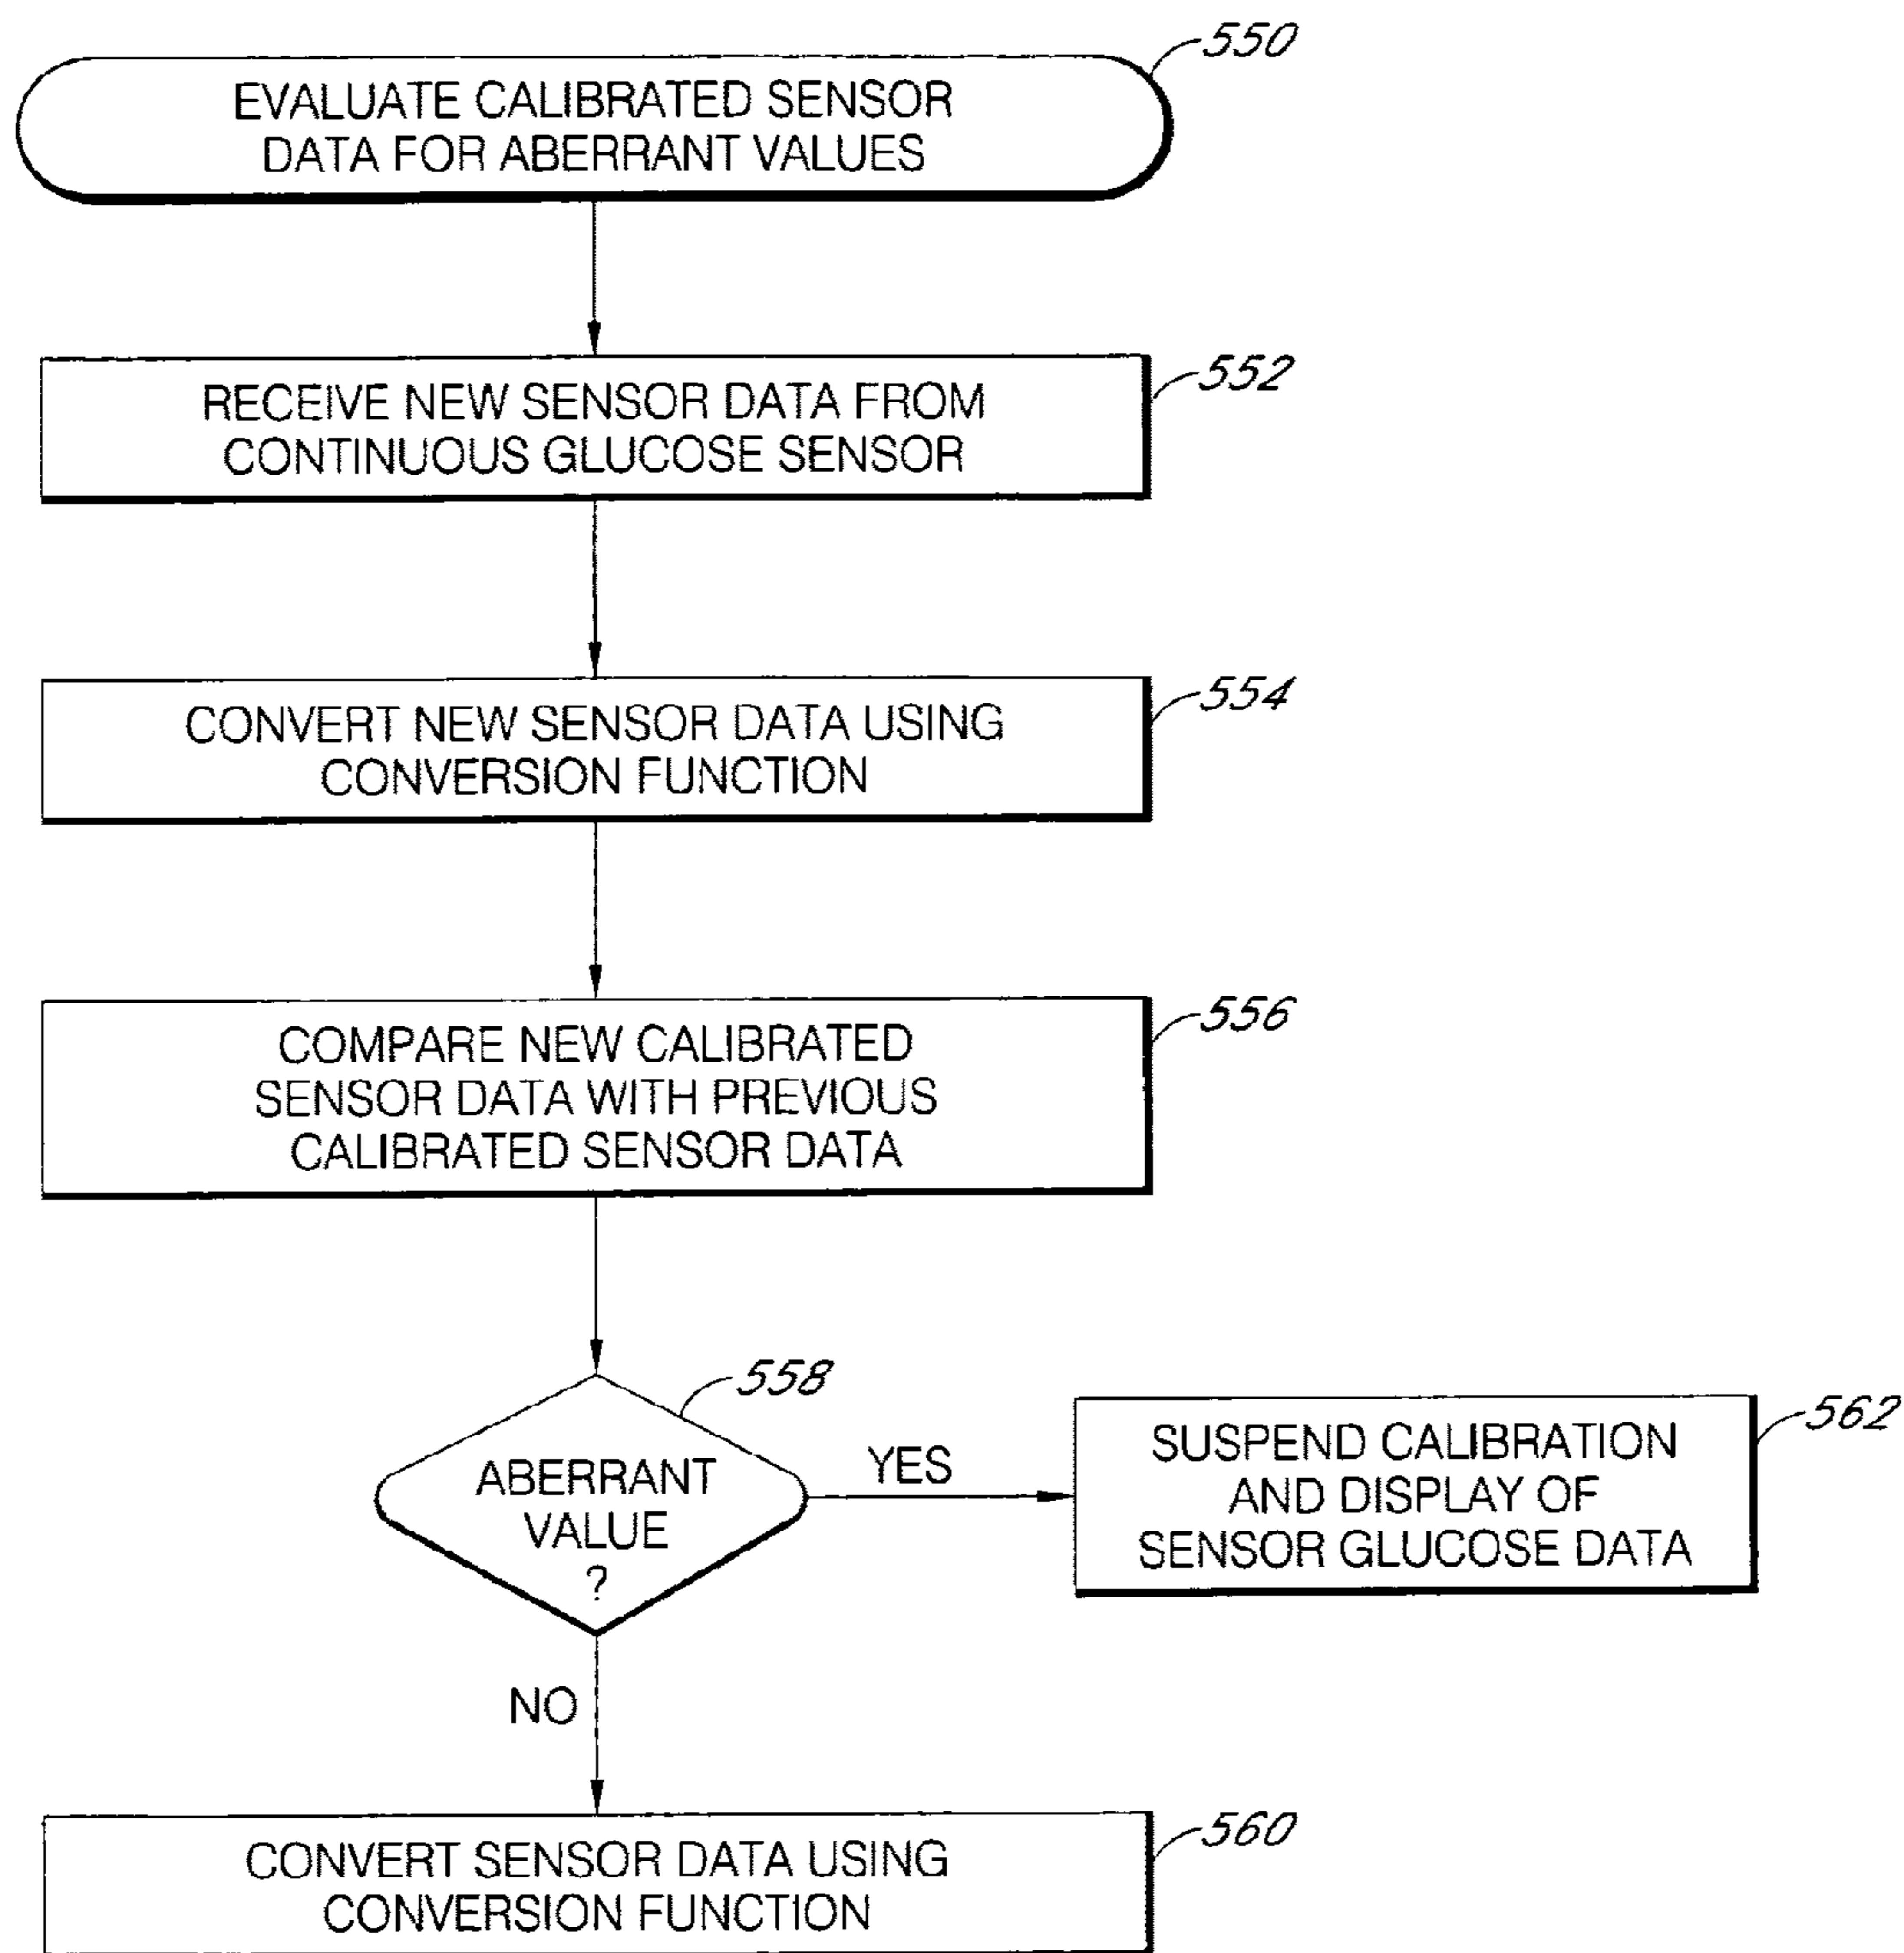 550
EVALUATE CALIBRATED SENSOR
DATA FOR ABERRANT VALUES
552
RECEIVE NEW SENSOR DATA FROM
CONTINUOUS GLUCOSE SENSOR
554
CONVERT NEW SENSOR DATA USING
CONVERSION FUNCTION
556
COMPARE NEW CALIBRATED
SENSOR DATA WITH PREVIOUS
CALIBRATED SENSOR DATA
558
ABERRANT
VALUE
?
YES
562
SUSPEND CALIBRATION
AND DISPLAY OF
SENSOR GLUCOSE DATA
NO
560
CONVERT SENSOR DATA USING
CONVERSION FUNCTION